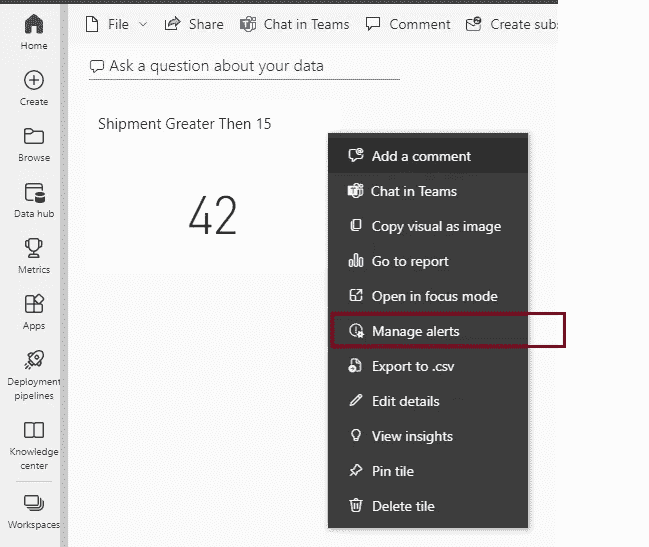 File
Share
Chat in Teams
Comment
Create subs
Home
Create
Browse
Data hub
Metrics
Apps
Deployment
pipelines
Knowledge
center
Workspaces
Ask a question about your data
Shipment Greater Then 15
42
Add a comment
Chat in Teams
Copy visual as image
Go to report
Open in focus mode
Manage alerts
Export to .csv
Edit details
View insights
Pin tile
Delete tile